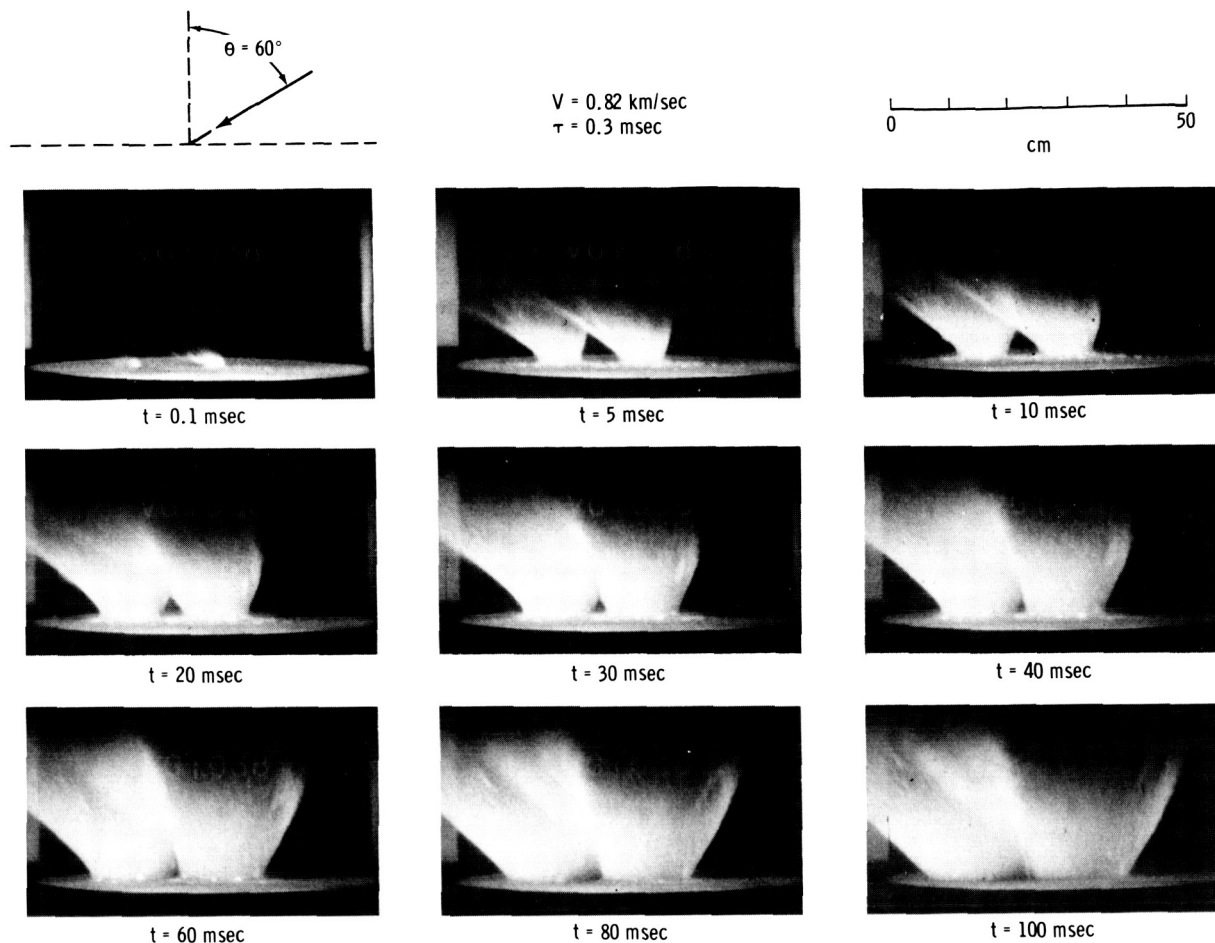 θ = 60°
V = 0.82 km/sec
τ = 0.3 msec
0 50
cm
t = 0.1 msec
t = 5 msec
t = 10 msec
t = 20 msec
t = 30 msec
t = 40 msec
t = 60 msec
t = 80 msec
t = 100 msec